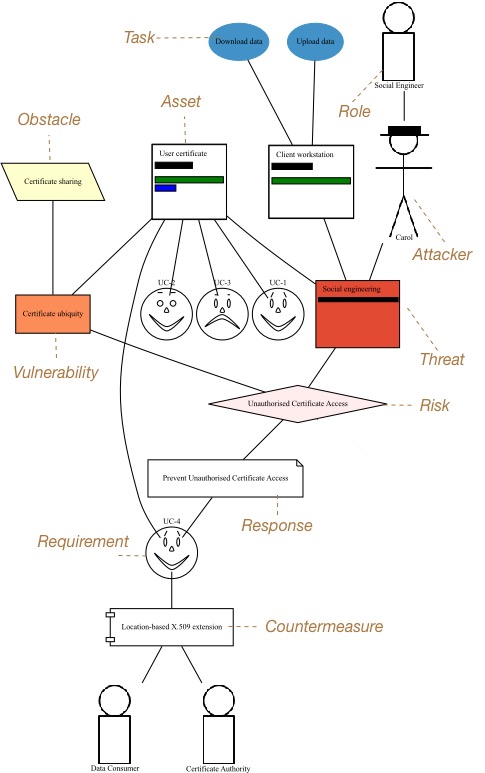 Task
Download data
Upload data
Social Engineer
Role
Asset
Obstacle
User certificate
Client workstation
Certificate sharing
Carol
Attacker
UC-2
UC-3
UC-1
Social engineering
Certificate ubiquity
Vulnerability
Threat
Unauthorised Certificate Access
Risk
Prevent Unauthorised Certificate Access
Response
UC-4
Requirement
Location-based X.509 extension
Countermeasure
Data Consumer
Certificate Authority